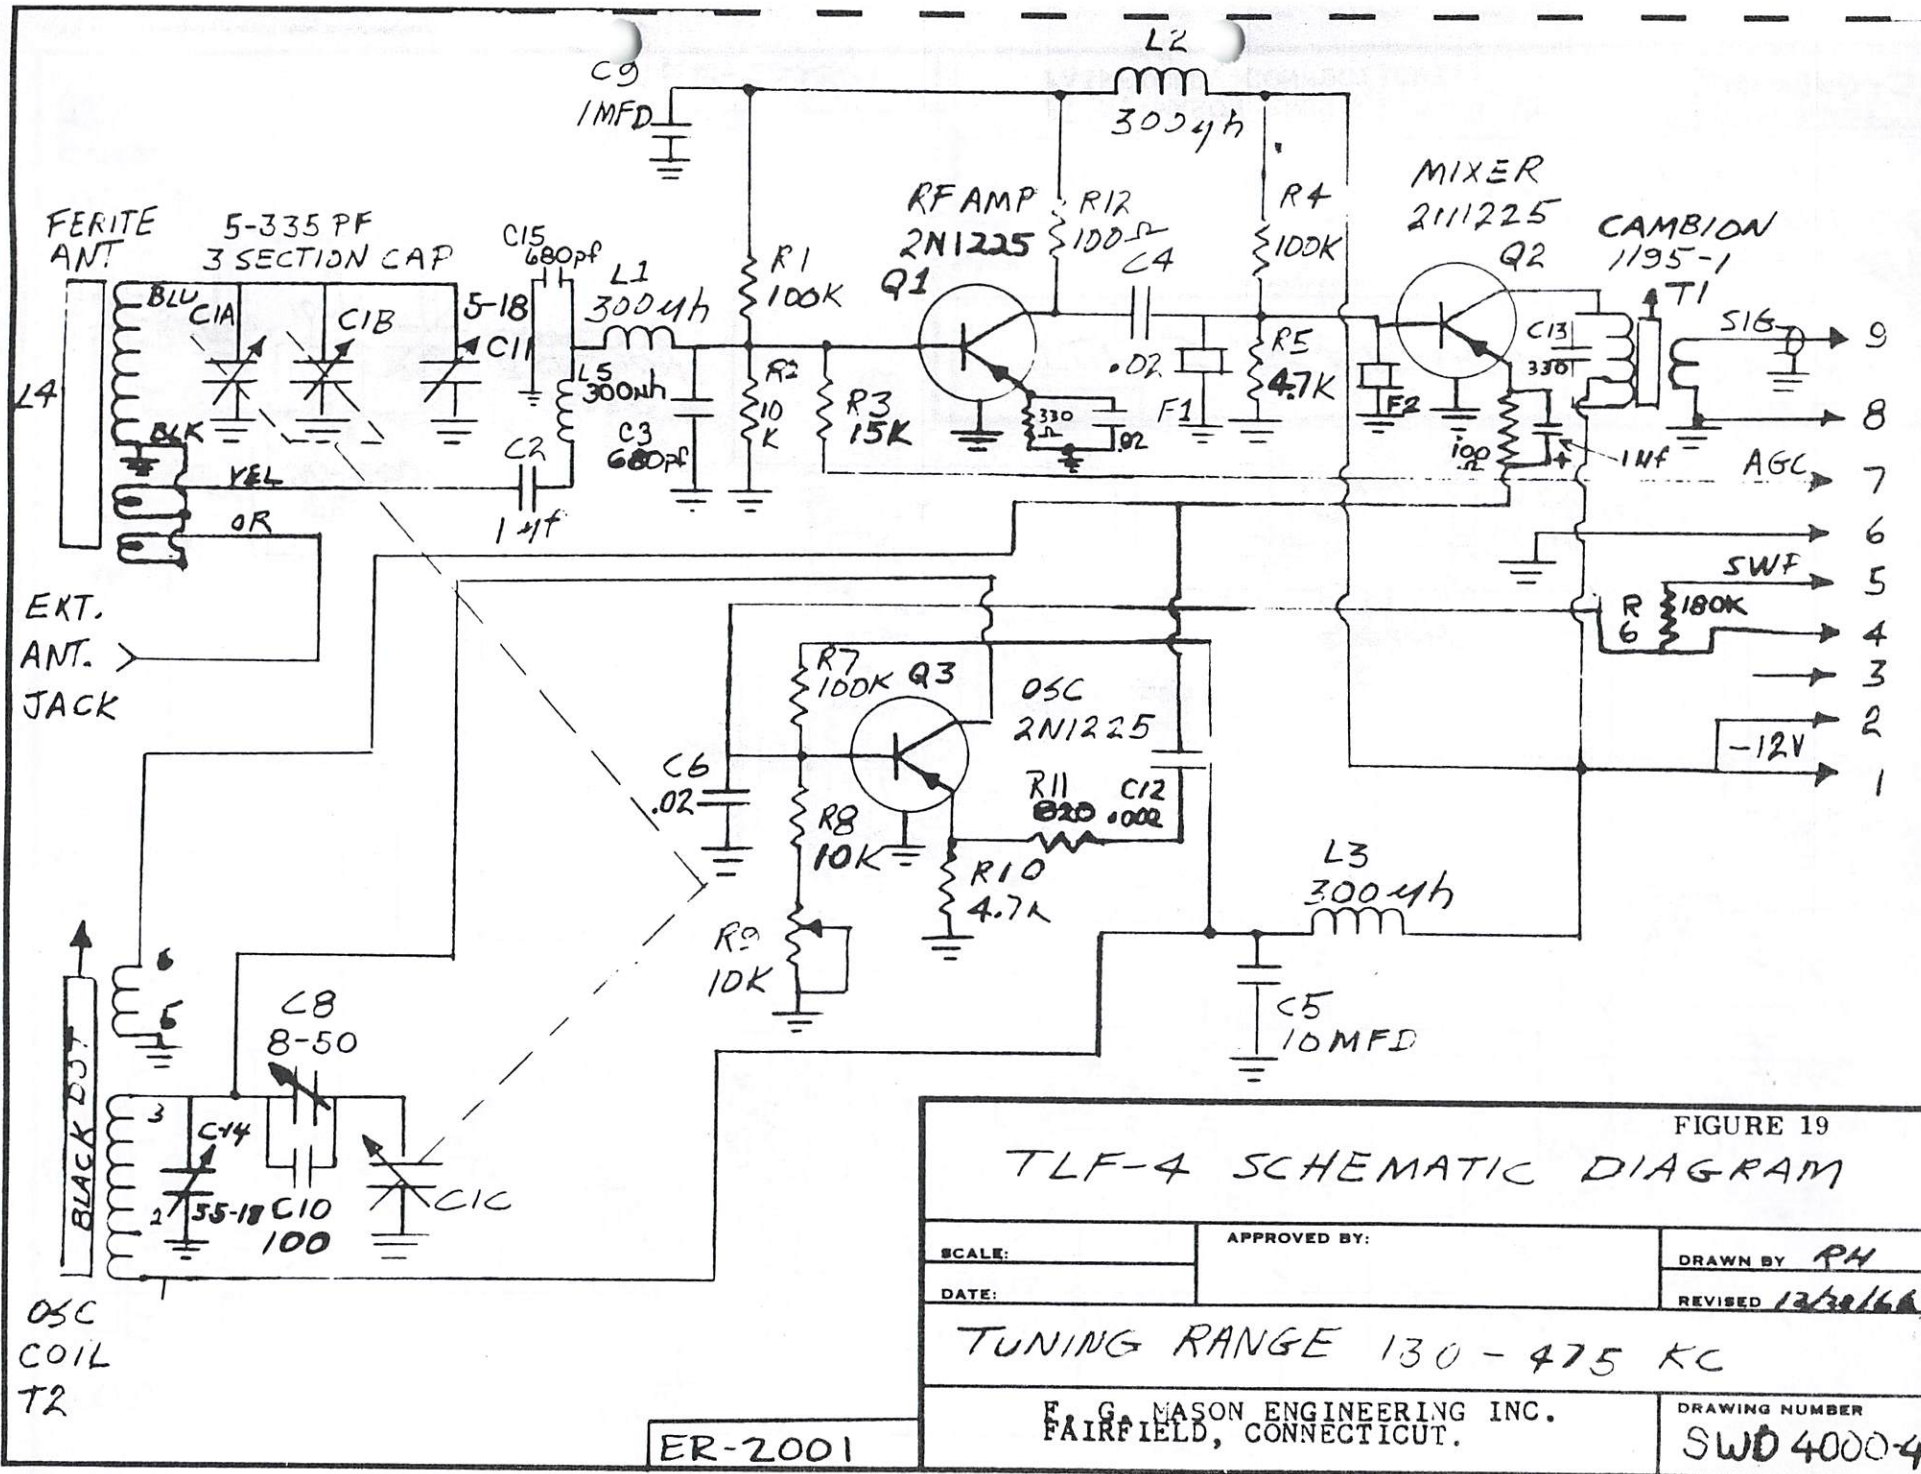 L2
300μh
C9
1MFD
FERITE
ANT
L4
5-335 PF
3 SECTION CAP
BLU
C1A
C1B
5-18
C11
BLK
YEL
OR
C15
680pf
L1
300μh
L5
300μh
C2
1μf
C3
680pf
R1
100K
R2
10
K
R3
15K
RF AMP
2N1225
Q1
R12
100Ω
C4
.02
330
Ω
.02
F1
R4
100K
R5
4.7K
F2
MIXER
2N1225
Q2
100
Ω
1μf
+
CAMBION
1195-1
T1
C13
330
SIG
9
8
AGC
7
6
SWF
5
R
6
180K
4
3
2
-12V
1
EXT.
ANT.
JACK
R7
100K
Q3
OSC
2N1225
C6
.02
R8
10K
R9
10K
R10
4.7K
R11
820
C12
.002
L3
300μh
C5
10MFD
BLACK DOT
6
5
3
2
C8
8-50
C14
C10
100
C1C
OSC
COIL
T2
FIGURE 19
TLF-4 SCHEMATIC DIAGRAM
SCALE:
APPROVED BY:
DRAWN BY RH
DATE:
REVISED
TUNING RANGE 130 - 475 KC
F. G. MASON ENGINEERING INC.
FAIRFIELD, CONNECTICUT.
DRAWING NUMBER
SWD 4000-4
ER-2001